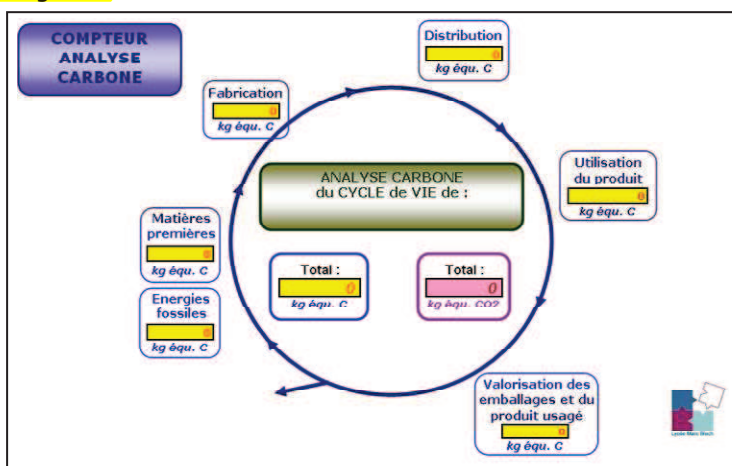 COMPTEUR
ANALYSE
CARBONE
Distribution
0
kg équ. C
Fabrication
0
kg équ. C
Utilisation
du produit
0
kg équ. C
ANALYSE CARBONE
du CYCLE de VIE de :
Matières
premières
0
kg équ. C
Total :
0
kg équ. C
Total :
0
kg équ. CO2
Energies
fossiles
0
kg équ. C
Valorisation des
emballages et du
produit usagé
0
kg équ. C